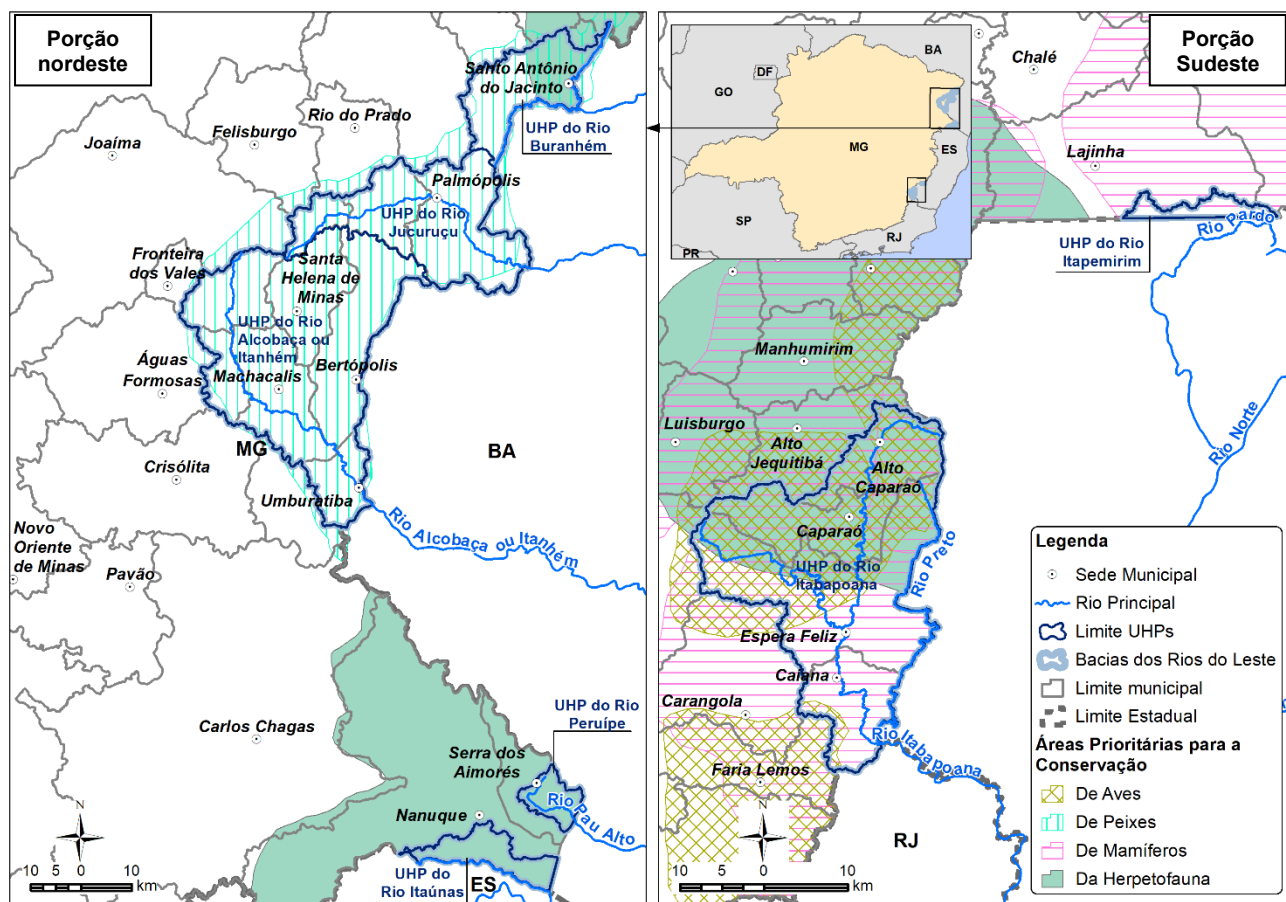 Porção
nordeste
Santo Antônio
do Jacinto
UHP do Rio
Buranhém
Rio do Prado
Felisburgo
Joaíma
Palmópolis
UHP do Rio
Jucuruçu
Fronteira
dos Vales
Santa
Helena de
Minas
UHP do Rio
Alcobaça ou
Itanhém
Águas
Formosas
Machacalis
Bertópolis
MG
BA
Crisólita
Umburatiba
Rio Alcobaça ou Itanhém
Novo
Oriente
de Minas
Pavão
Carlos Chagas
UHP do Rio
Peruípe
Serra dos
Aimorés
Nanuque
Rio Pau Alto
UHP do
Rio Itaúnas
ES
N
10 5 0 10
km
Porção
Sudeste
BA
DF
GO
MG
ES
SP
RJ
PR
Chalé
Lajinha
Rio Pardo
UHP do Rio
Itapemirim
Manhumirim
Rio Norte
Luisburgo
Alto
Jequitibá
Alto
Caparaó
Caparaó
UHP do Rio
Itabapoana
Rio Preto
Espera Feliz
Caiana
Carangola
Rio Itabapoana
Faria Lemos
RJ
N
10 5 0 10
km
Legenda
Sede Municipal
Rio Principal
Limite UHPs
Bacias dos Rios do Leste
Limite municipal
Limite Estadual
Áreas Prioritárias para a
Conservação
De Aves
De Peixes
De Mamíferos
Da Herpetofauna